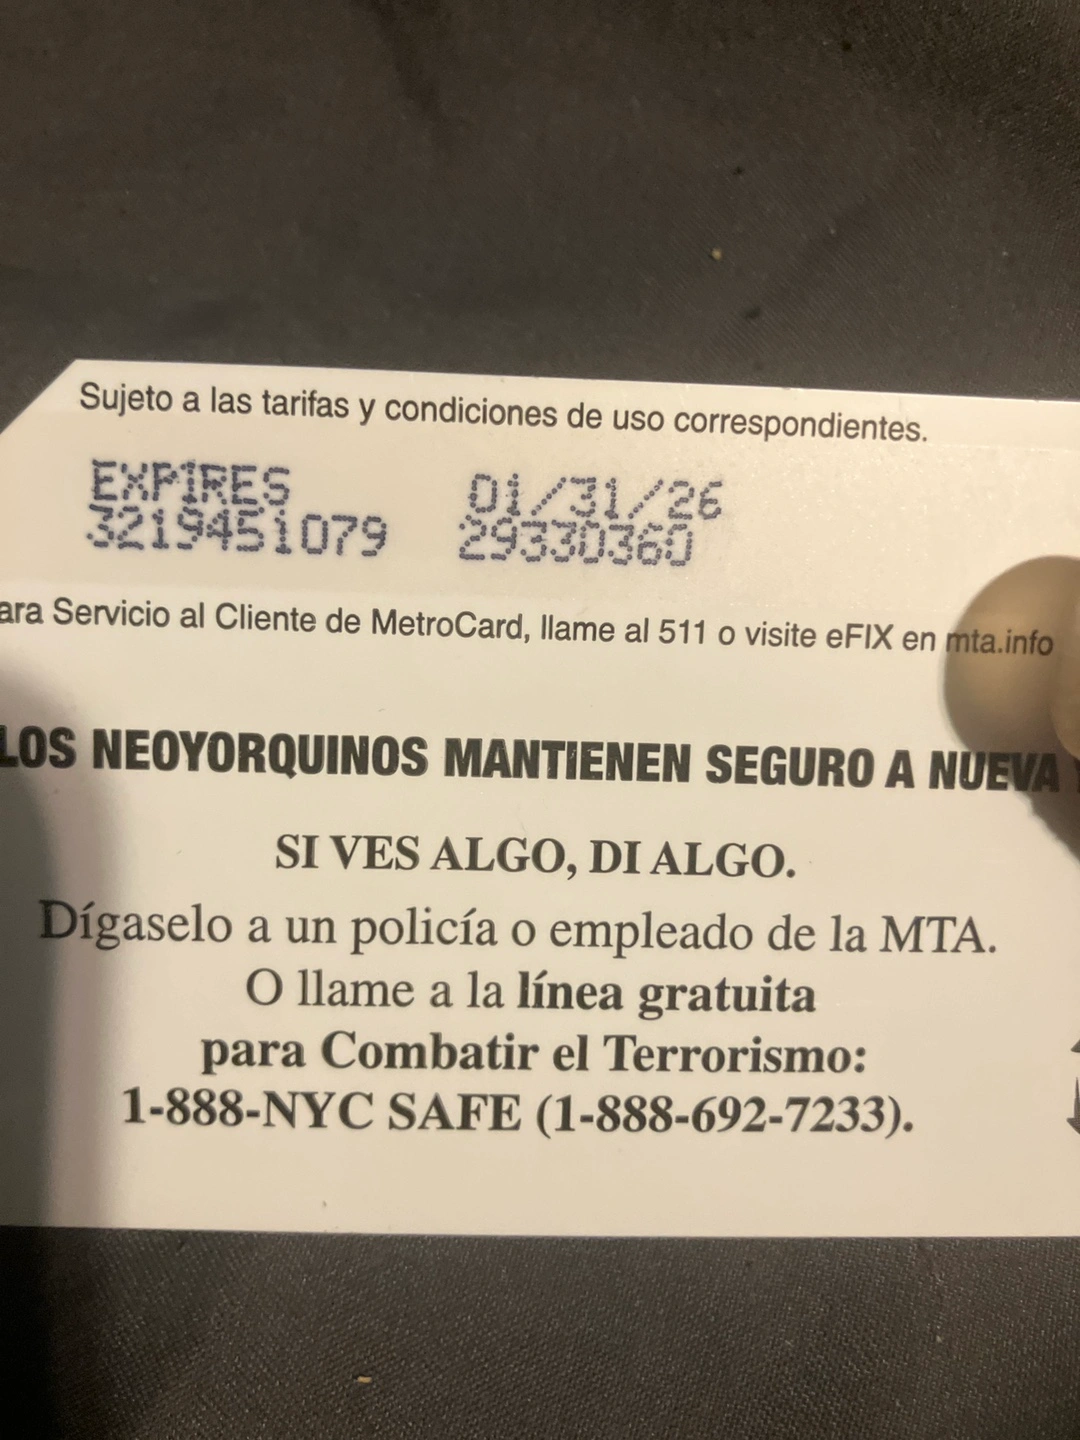 Sujeto a las tarifas y condiciones de uso correspondientes.
EXPIRES 01/31/26
3219451079 29330360
ara Servicio al Cliente de MetroCard, llame al 511 o visite eFIX en mta.info
LOS NEOYORQUINOS MANTIENEN SEGURO A NUEVA
SI VES ALGO, DI ALGO.
Dígaselo a un policía o empleado de la MTA.
O llame a la línea gratuita
para Combatir el Terrorismo:
1-888-NYC SAFE (1-888-692-7233).